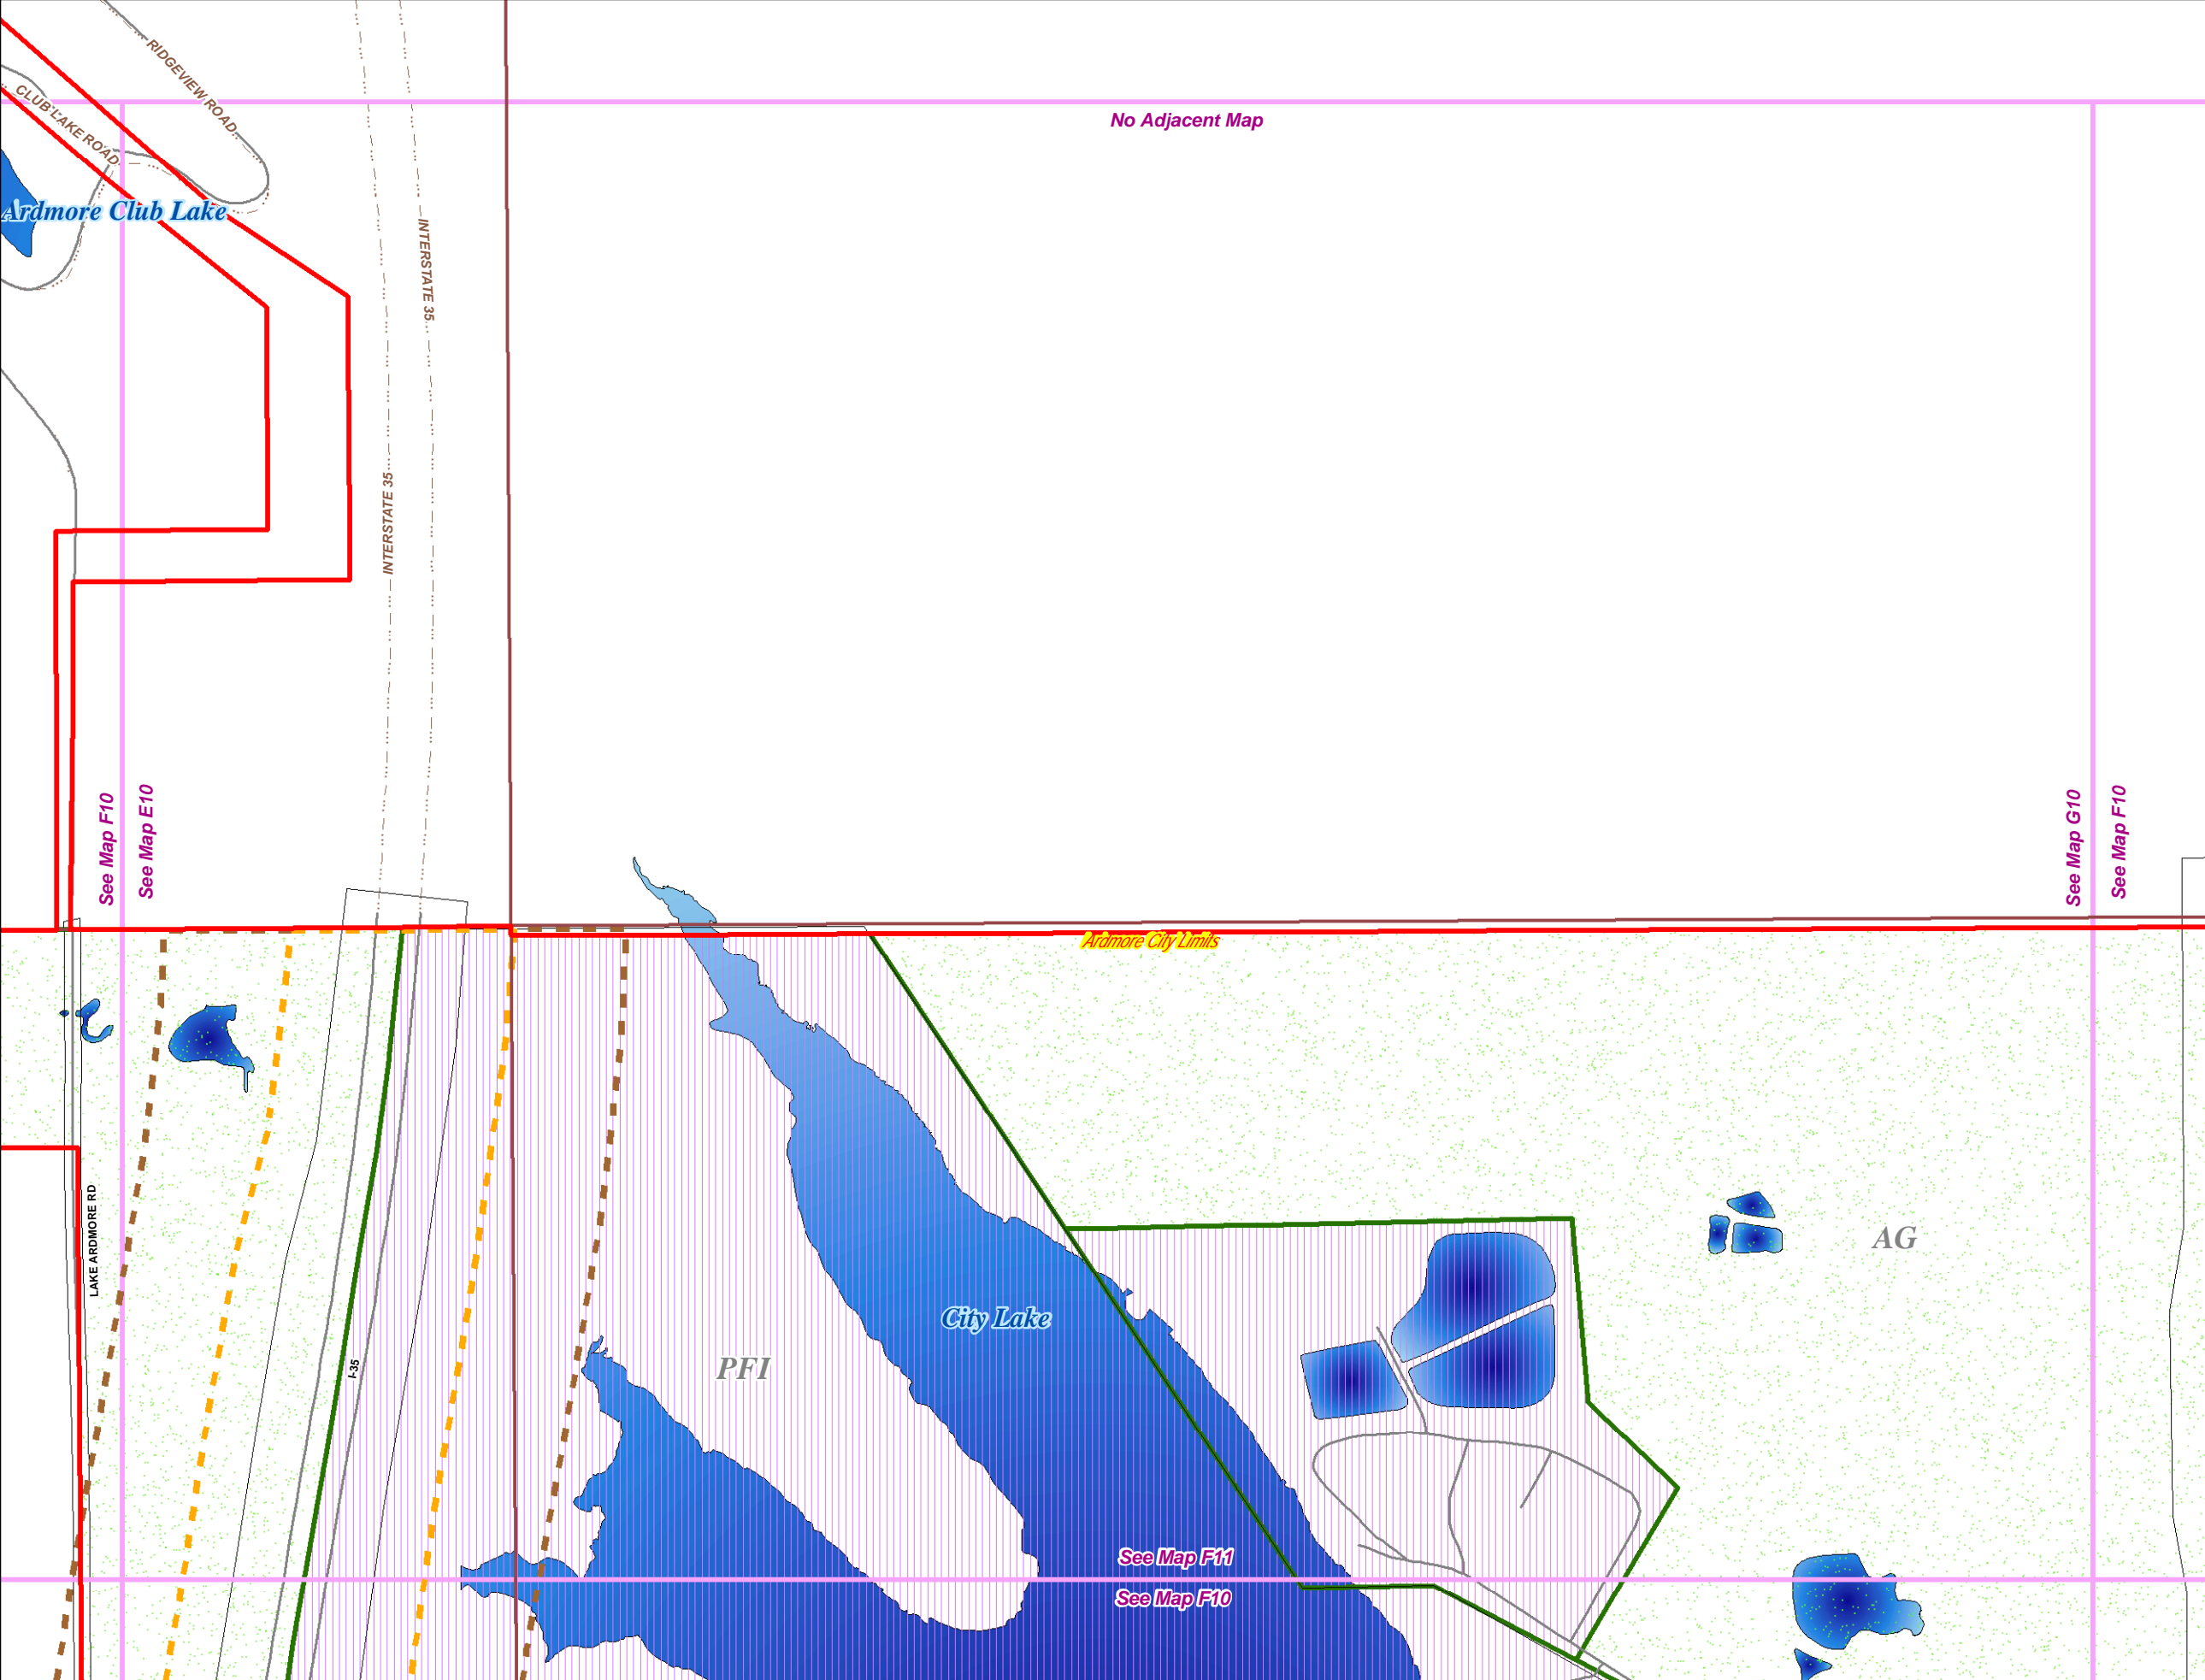 RIDGEVIEW ROAD
CLUB LAKE ROAD
No Adjacent Map
Ardmore Club Lake
INTERSTATE 35
INTERSTATE 35
See Map F10
See Map E10
See Map G10
See Map F10
Ardmore City Limits
LAKE ARDMORE RD
AG
City Lake
I-35
PFI
See Map F11
See Map F10